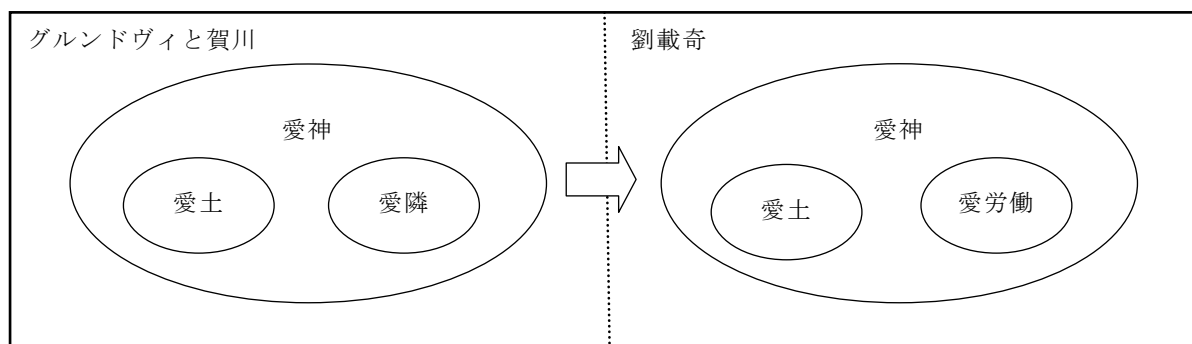 グルンドヴィと賀川
愛神
愛土
愛隣
劉載奇
愛神
愛土
愛労働